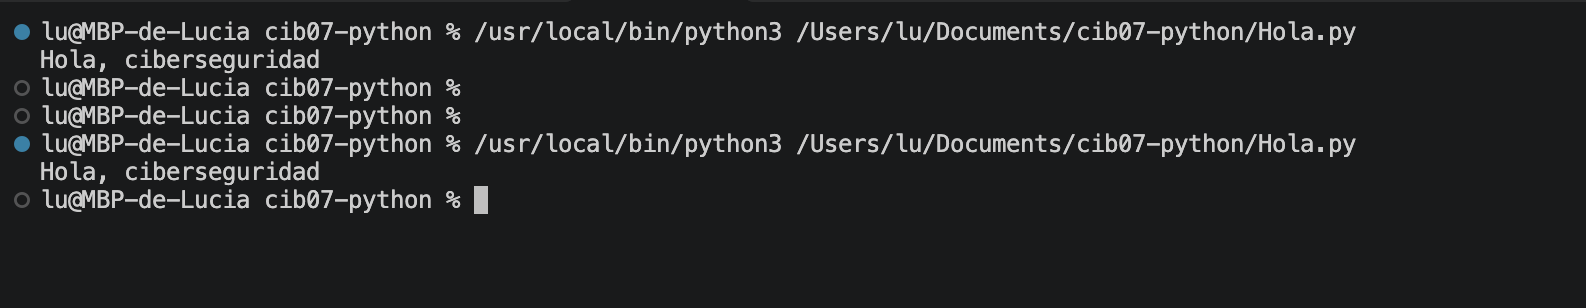 lu@MBP-de-Lucia cib07-python % /usr/local/bin/python3 /Users/lu/Documents/cib07-python/Hola.py
Hola, ciberseguridad
lu@MBP-de-Lucia cib07-python %
lu@MBP-de-Lucia cib07-python %
lu@MBP-de-Lucia cib07-python % /usr/local/bin/python3 /Users/lu/Documents/cib07-python/Hola.py
Hola, ciberseguridad
lu@MBP-de-Lucia cib07-python %